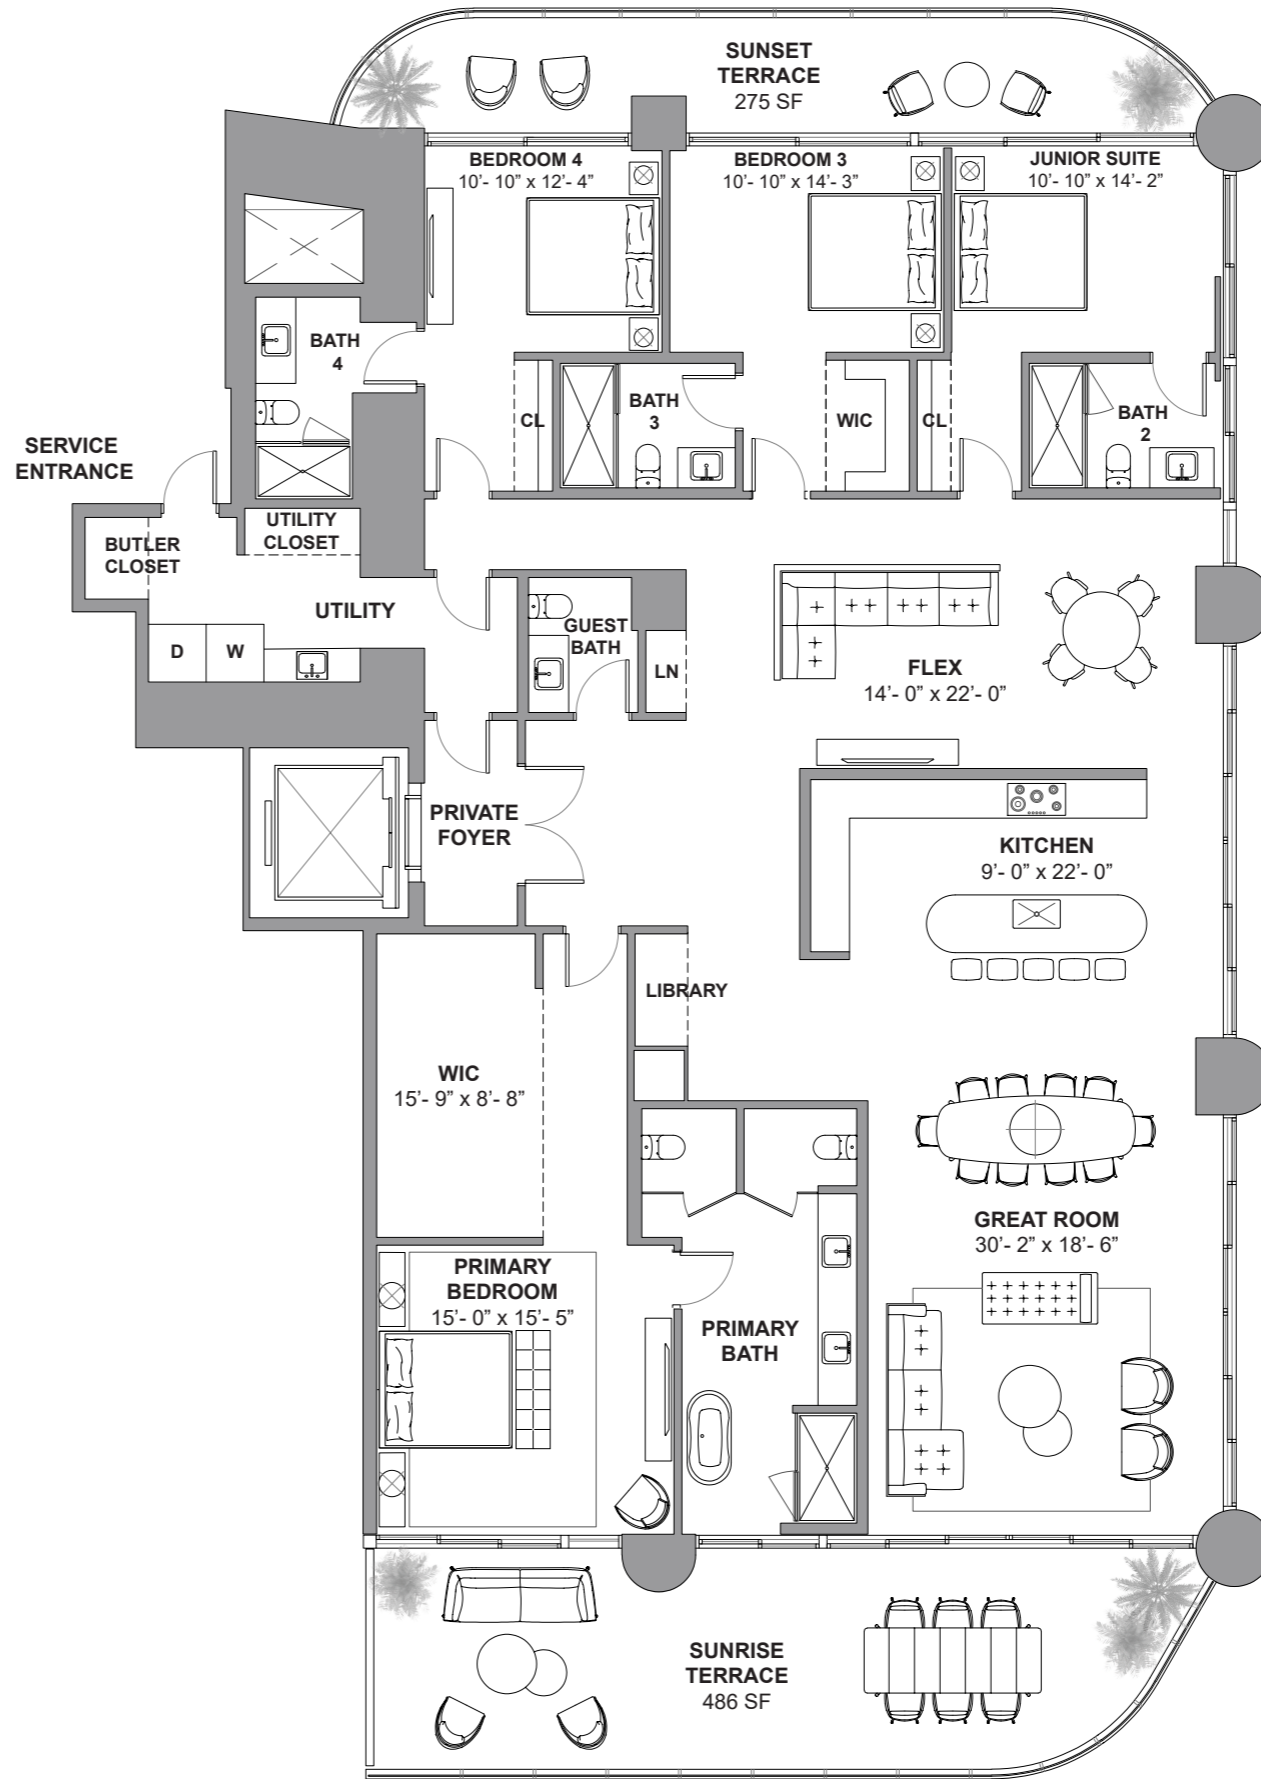 SUNSET
TERRACE
275 SF
BEDROOM 4
10'- 10” x 12'- 4”
BEDROOM 3
10'- 10” x 14'- 3”
JUNIOR SUITE
10'- 10” x 14'- 2”
BATH
4
CL
BATH
3
WIC
CL
BATH
2
SERVICE
ENTRANCE
BUTLER
CLOSET
UTILITY
CLOSET
UTILITY
D
W
GUEST
BATH
LN
FLEX
14'- 0” x 22'- 0”
PRIVATE
FOYER
KITCHEN
9'- 0” x 22'- 0”
LIBRARY
WIC
15'- 9” x 8'- 8”
GREAT ROOM
30'- 2” x 18'- 6”
PRIMARY
BEDROOM
15'- 0” x 15'- 5”
PRIMARY
BATH
SUNRISE
TERRACE
486 SF